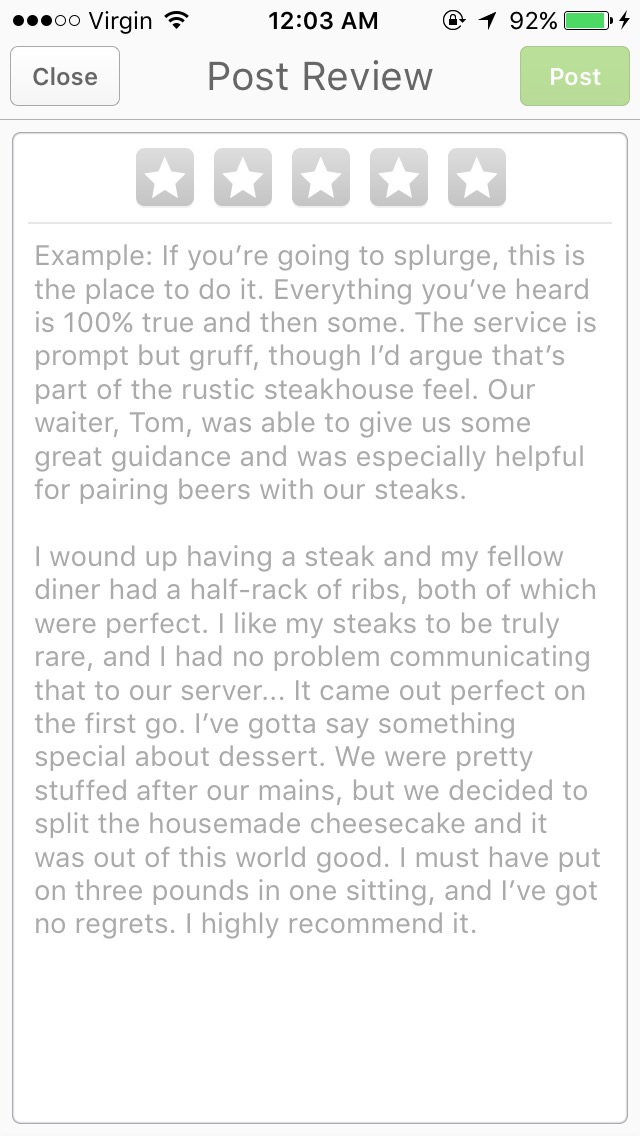 Virgin 12:03 AM 92%
Close Post Review Post
Example: If you’re going to splurge, this is
the place to do it. Everything you’ve heard
is 100% true and then some. The service is
prompt but gruff, though I’d argue that’s
part of the rustic steakhouse feel. Our
waiter, Tom, was able to give us some
great guidance and was especially helpful
for pairing beers with our steaks.
I wound up having a steak and my fellow
diner had a half-rack of ribs, both of which
were perfect. I like my steaks to be truly
rare, and I had no problem communicating
that to our server... It came out perfect on
the first go. I’ve gotta say something
special about dessert. We were pretty
stuffed after our mains, but we decided to
split the housemade cheesecake and it
was out of this world good. I must have put
on three pounds in one sitting, and I’ve got
no regrets. I highly recommend it.